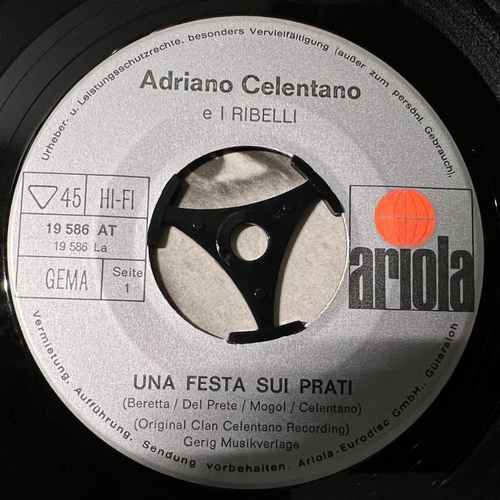 Urheber- u. Leistungsschutzrechte, besonders Vervielfältigung (außer zum persönl. Gebrauch),
Adriano Celentano
e I RIBELLI
45
HI-FI
19 586 AT
19 586 La
GEMA
Seite
1
ariola
UNA FESTA SUI PRATI
(Beretta / Del Prete / Mogol / Celentano)
(Original Clan Celentano Recording)
Gerig Musikverlage
Vermietung, Aufführung, Sendung vorbehalten. Ariola-Eurodisc GmbH., Gütersloh